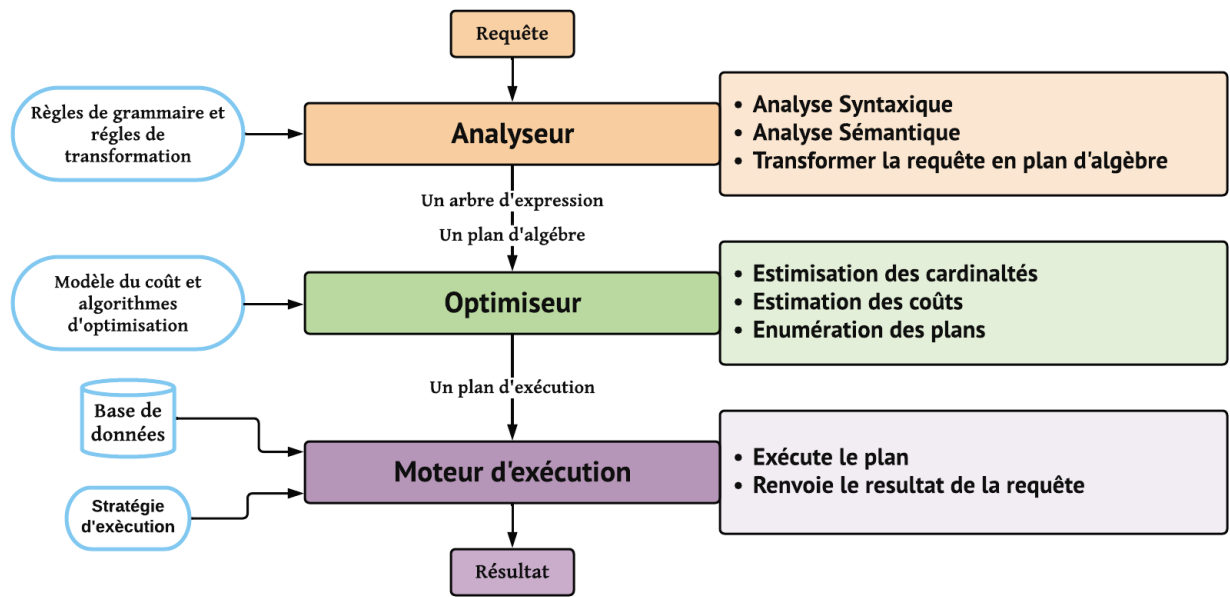 Requête
Règles de grammaire et
régles de
transformation
Analyseur
• Analyse Syntaxique
• Analyse Sémantique
• Transformer la requête en plan d'algèbre
Un arbre d'expression
Un plan d'algébre
Modèle du coût et
algorithmes
d'optimisation
Optimiseur
• Estimisation des cardinaltés
• Estimation des coûts
• Enumération des plans
Un plan d'exécution
Base de
données
Stratégie
d'exècution
Moteur d'exécution
• Exécute le plan
• Renvoie le resultat de la requête
Résultat